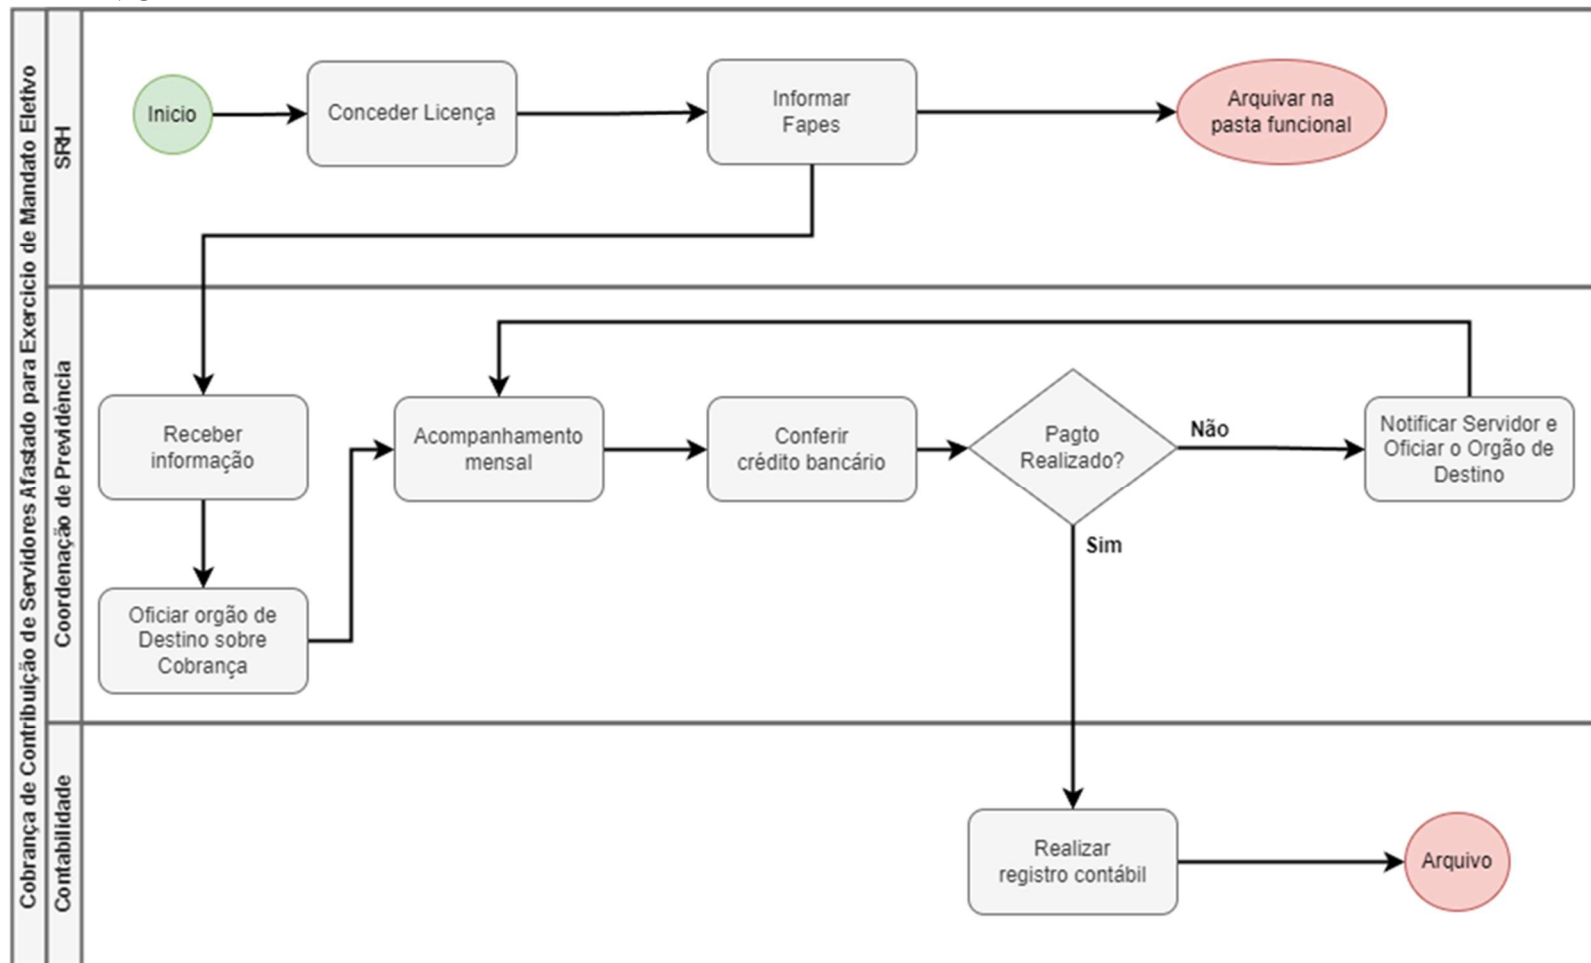 Cobrança de Contribuição de Servidores Afastado para Exercicio de Mandato Eletivo
SRH
Inicio
Conceder Licença
Informar
Fapes
Arquivar na
pasta funcional
Coordenação de Previdência
Receber
informação
Oficiar orgão de
Destino sobre
Cobrança
Acompanhamento
mensal
Conferir
crédito bancário
Pagto
Realizado?
Não
Sim
Notificar Servidor e
Oficiar o Orgão de
Destino
Contabilidade
Realizar
registro contábil
Arquivo